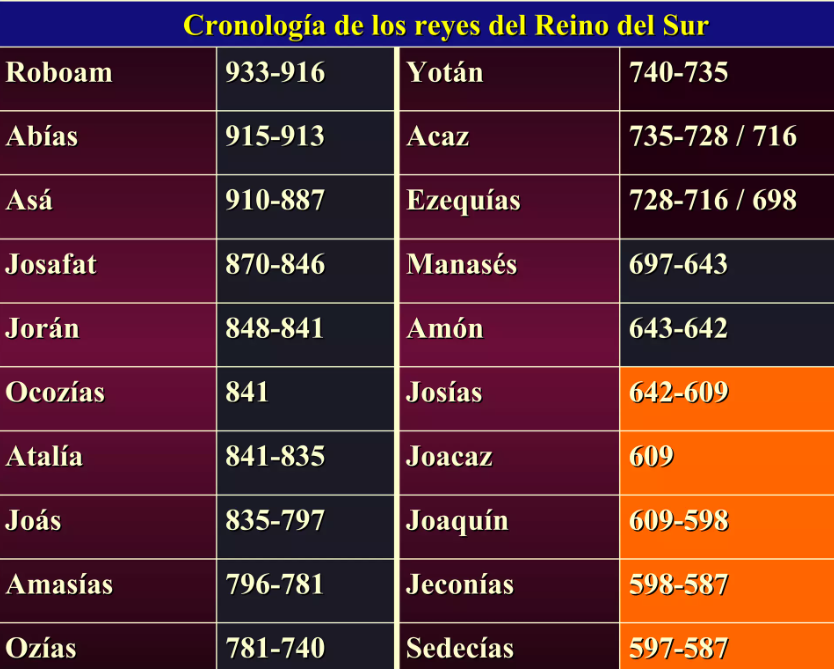 Cronología de los reyes del Reino del Sur
Roboam 933-916 Yotán 740-735
Abías 915-913 Acaz 735-728 / 716
Asá 910-887 Ezequías 728-716 / 698
Josafat 870-846 Manasés 697-643
Jorán 848-841 Amón 643-642
Ocozías 841 Josías 642-609
Atalía 841-835 Joacaz 609
Joás 835-797 Joaquín 609-598
Amasías 796-781 Jeconías 598-587
Ozías 781-740 Sedecías 597-587